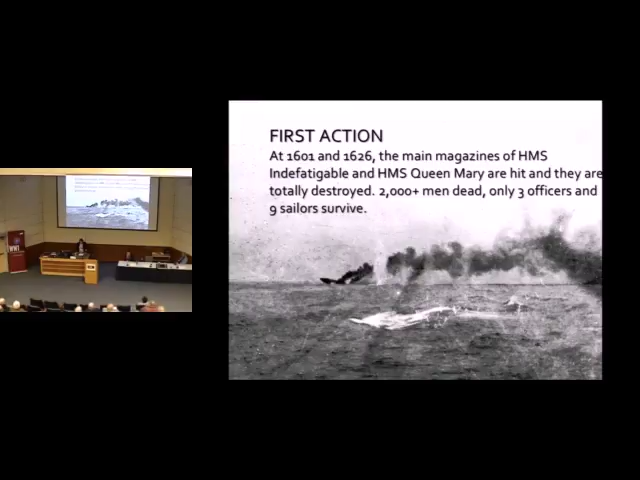 FIRST ACTION
At 1601 and 1626, the main magazines of HMS
Indefatigable and HMS Queen Mary are hit and they are
totally destroyed. 2,000+ men dead, only 3 officers and
9 sailors survive.